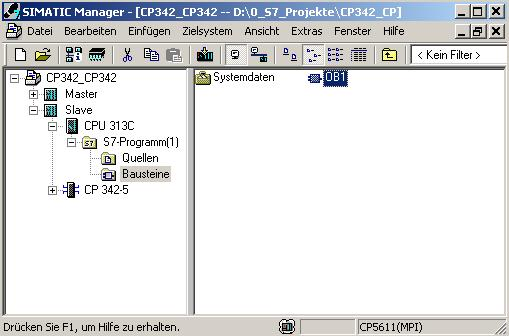 SIMATIC Manager - [CP342_CP342 -- D:\0_S7_Projekte\CP342_CP]
Datei Bearbeiten Einfügen Zielsystem Ansicht Extras Fenster Hilfe
< Kein Filter >
CP342_CP342
Master
Slave
CPU 313C
S7-Programm(1)
Quellen
Bausteine
CP 342-5
Systemdaten
OB1
Drücken Sie F1, um Hilfe zu erhalten.
CP5611(MPI)